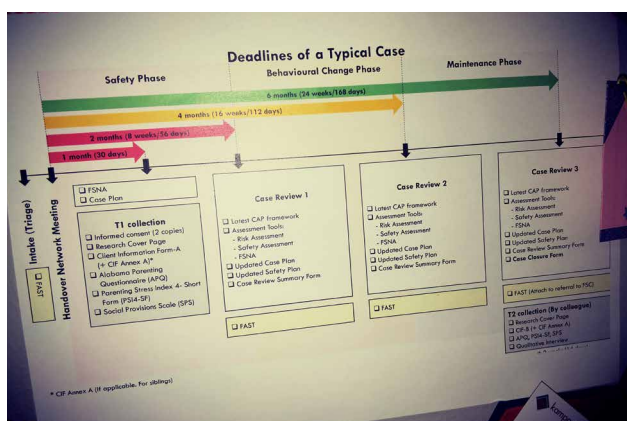 Deadlines of a Typical Case
Safety Phase
Behavioural Change Phase
Maintenance Phase
6 months (24 weeks/168 days)
4 months (16 weeks/112 days)
2 months (8 weeks/56 days)
1 month (30 days)
Intake (Triage)
☐ FAST
Handover Network Meeting
☐ FSNA
☐ Case Plan
T1 collection
☐ Informed consent (2 copies)
☐ Research Cover Page
☐ Client Information Form-A
(+ CIF Annex A)*
☐ Alabama Parenting
Questionnaire (APQ)
☐ Parenting Stress Index 4- Short
Form (PSI4-SF)
☐ Social Provisions Scale (SPS)
Case Review 1
☐ Latest CAP framework
☐ Assessment Tools:
- Risk Assessment
- Safety Assessment
- FSNA
☐ Updated Case Plan
☐ Updated Safety Plan
☐ Case Review Summary Form
☐ FAST
Case Review 2
☐ Latest CAP framework
☐ Assessment Tools:
- Risk Assessment
- Safety Assessment
- FSNA
☐ Updated Case Plan
☐ Updated Safety Plan
☐ Case Review Summary Form
☐ FAST
Case Review 3
☐ Latest CAP framework
☐ Assessment Tools:
- Risk Assessment
- Safety Assessment
- FSNA
☐ Updated Case Plan
☐ Updated Safety Plan
☐ Case Review Summary Form
☐ Case Closure Form
☐ FAST (Attach to referral to FSC)
T2 collection (By colleague)
☐ Research Cover Page
☐ CIF-B (+ CIF Annex A)
☐ APQ, PSI4-SF, SPS
☐ Qualitative Interview
* CIF Annex A (If applicable. For siblings)